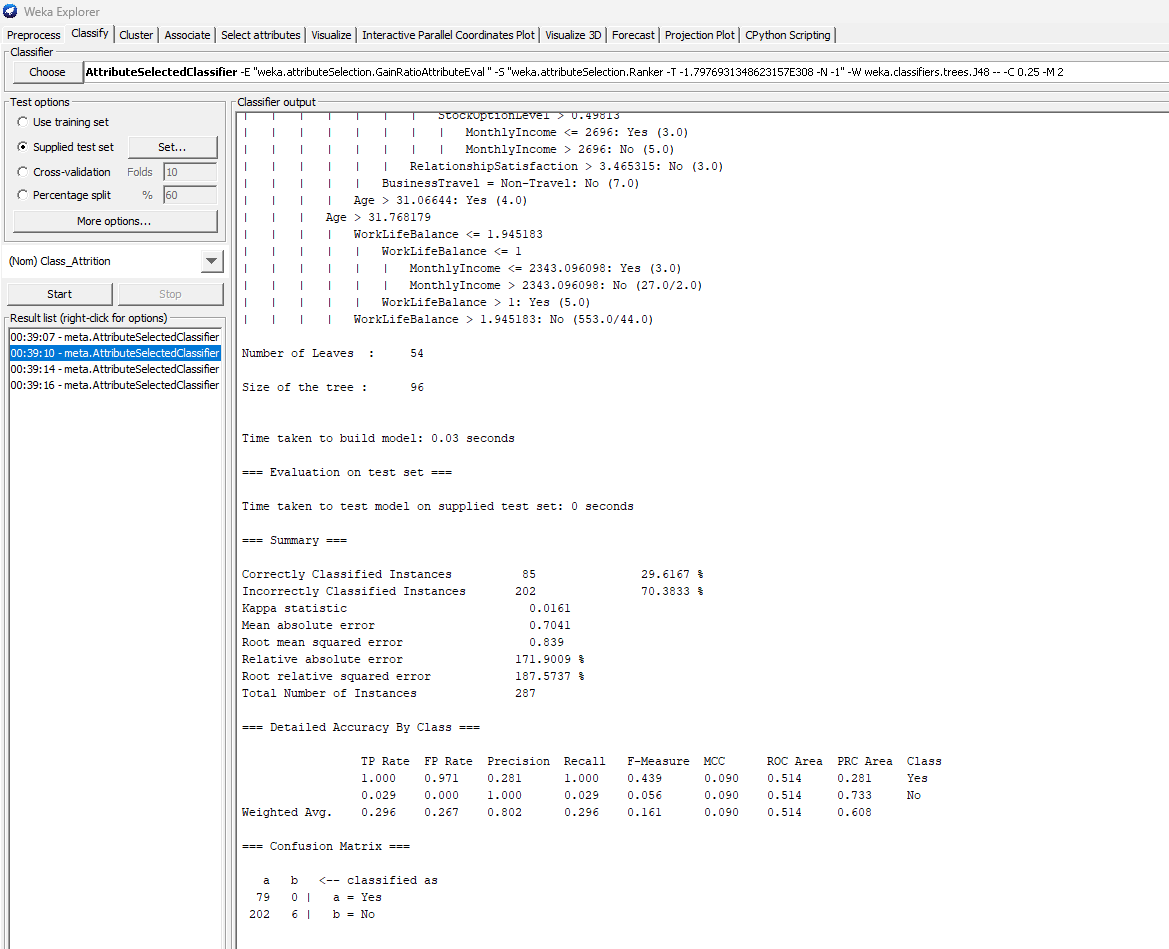 Weka Explorer
Preprocess Classify Cluster Associate Select attributes Visualize Interactive Parallel Coordinates Plot Visualize 3D Forecast Projection Plot CPython Scripting
Classifier
Choose AttributeSelectedClassifier -E "weka.attributeSelection.GainRatioAttributeEval " -S "weka.attributeSelection.Ranker -T -1.7976931348623157E308 -N -1" -W weka.classifiers.trees.J48 -- -C 0.25 -M 2
Test options
Use training set
Supplied test set Set...
Cross-validation Folds 10
Percentage split % 60
More options...
(Nom) Class_Attrition
Start Stop
Result list (right-click for options)
00:39:07 - meta.AttributeSelectedClassifier
00:39:10 - meta.AttributeSelectedClassifier
00:39:14 - meta.AttributeSelectedClassifier
00:39:16 - meta.AttributeSelectedClassifier
Classifier output
| | | | | | | StockOptionLevel > 0.49813
| | | | | | | | MonthlyIncome <= 2696: Yes (3.0)
| | | | | | | | MonthlyIncome > 2696: No (5.0)
| | | | | | RelationshipSatisfaction > 3.465315: No (3.0)
| | | | | BusinessTravel = Non-Travel: No (7.0)
| | | | Age > 31.06644: Yes (4.0)
| | | Age > 31.768179
| | | | WorkLifeBalance <= 1.945183
| | | | | WorkLifeBalance <= 1
| | | | | | MonthlyIncome <= 2343.096098: Yes (3.0)
| | | | | | MonthlyIncome > 2343.096098: No (27.0/2.0)
| | | | | WorkLifeBalance > 1: Yes (5.0)
| | | | WorkLifeBalance > 1.945183: No (553.0/44.0)
Number of Leaves : 54
Size of the tree : 96
Time taken to build model: 0.03 seconds
=== Evaluation on test set ===
Time taken to test model on supplied test set: 0 seconds
=== Summary ===
Correctly Classified Instances 85 29.6167 %
Incorrectly Classified Instances 202 70.3833 %
Kappa statistic 0.0161
Mean absolute error 0.7041
Root mean squared error 0.839
Relative absolute error 171.9009 %
Root relative squared error 187.5737 %
Total Number of Instances 287
=== Detailed Accuracy By Class ===
TP Rate FP Rate Precision Recall F-Measure MCC ROC Area PRC Area Class
1.000 0.971 0.281 1.000 0.439 0.090 0.514 0.281 Yes
0.029 0.000 1.000 0.029 0.056 0.090 0.514 0.733 No
Weighted Avg. 0.296 0.267 0.802 0.296 0.161 0.090 0.514 0.608
=== Confusion Matrix ===
a b <-- classified as
79 0 | a = Yes
202 6 | b = No